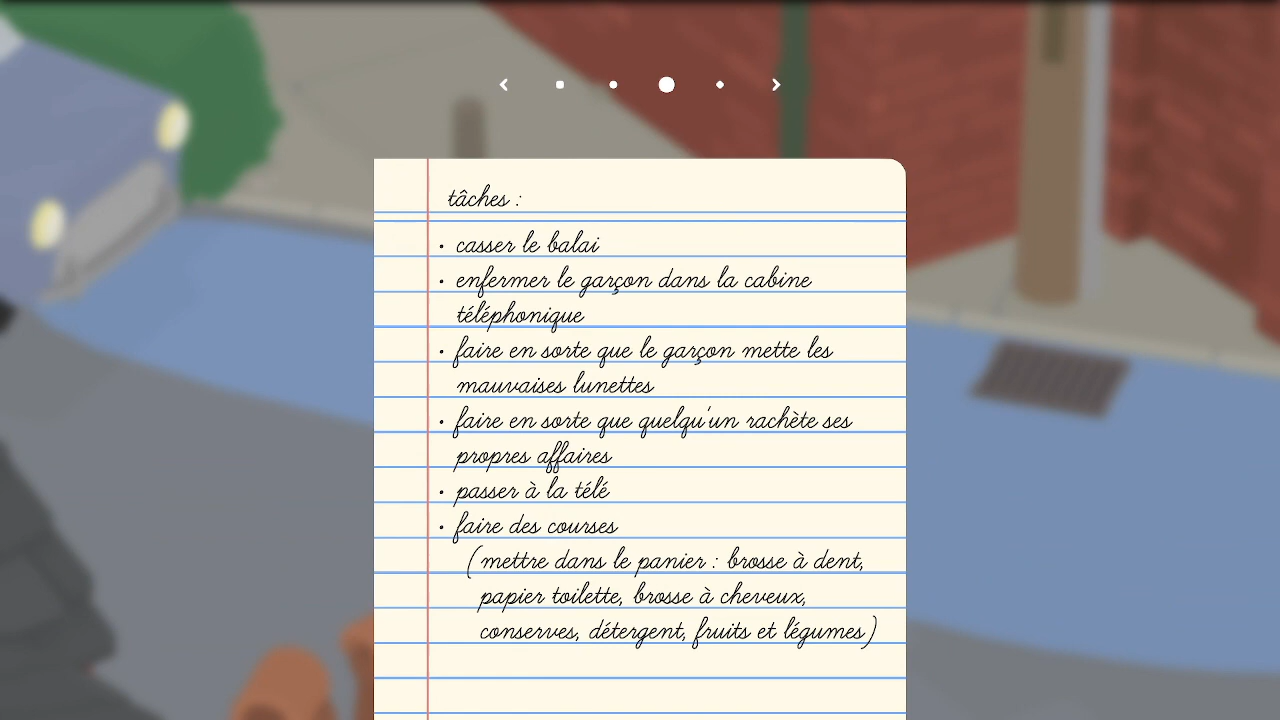 tâches :
• casser le balai
• enfermer le garçon dans la cabine
téléphonique
• faire en sorte que le garçon mette les
mauvaises lunettes
• faire en sorte que quelqu'un rachète ses
propres affaires
• passer à la télé
• faire des courses
(mettre dans le panier : brosse à dent,
papier toilette, brosse à cheveux,
conserves, détergent, fruits et légumes)